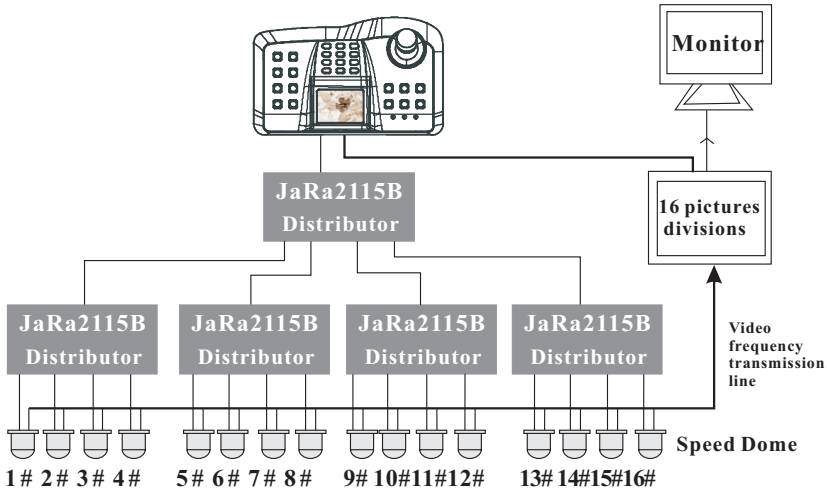 Monitor
JaRa2115B
Distributor
16 pictures
divisions
JaRa2115B
Distributor
JaRa2115B
Distributor
JaRa2115B
Distributor
JaRa2115B
Distributor
Video
frequency
transmission
line
Speed Dome
1# 2# 3# 4# 5# 6# 7# 8# 9# 10# 11# 12# 13# 14# 15# 16#